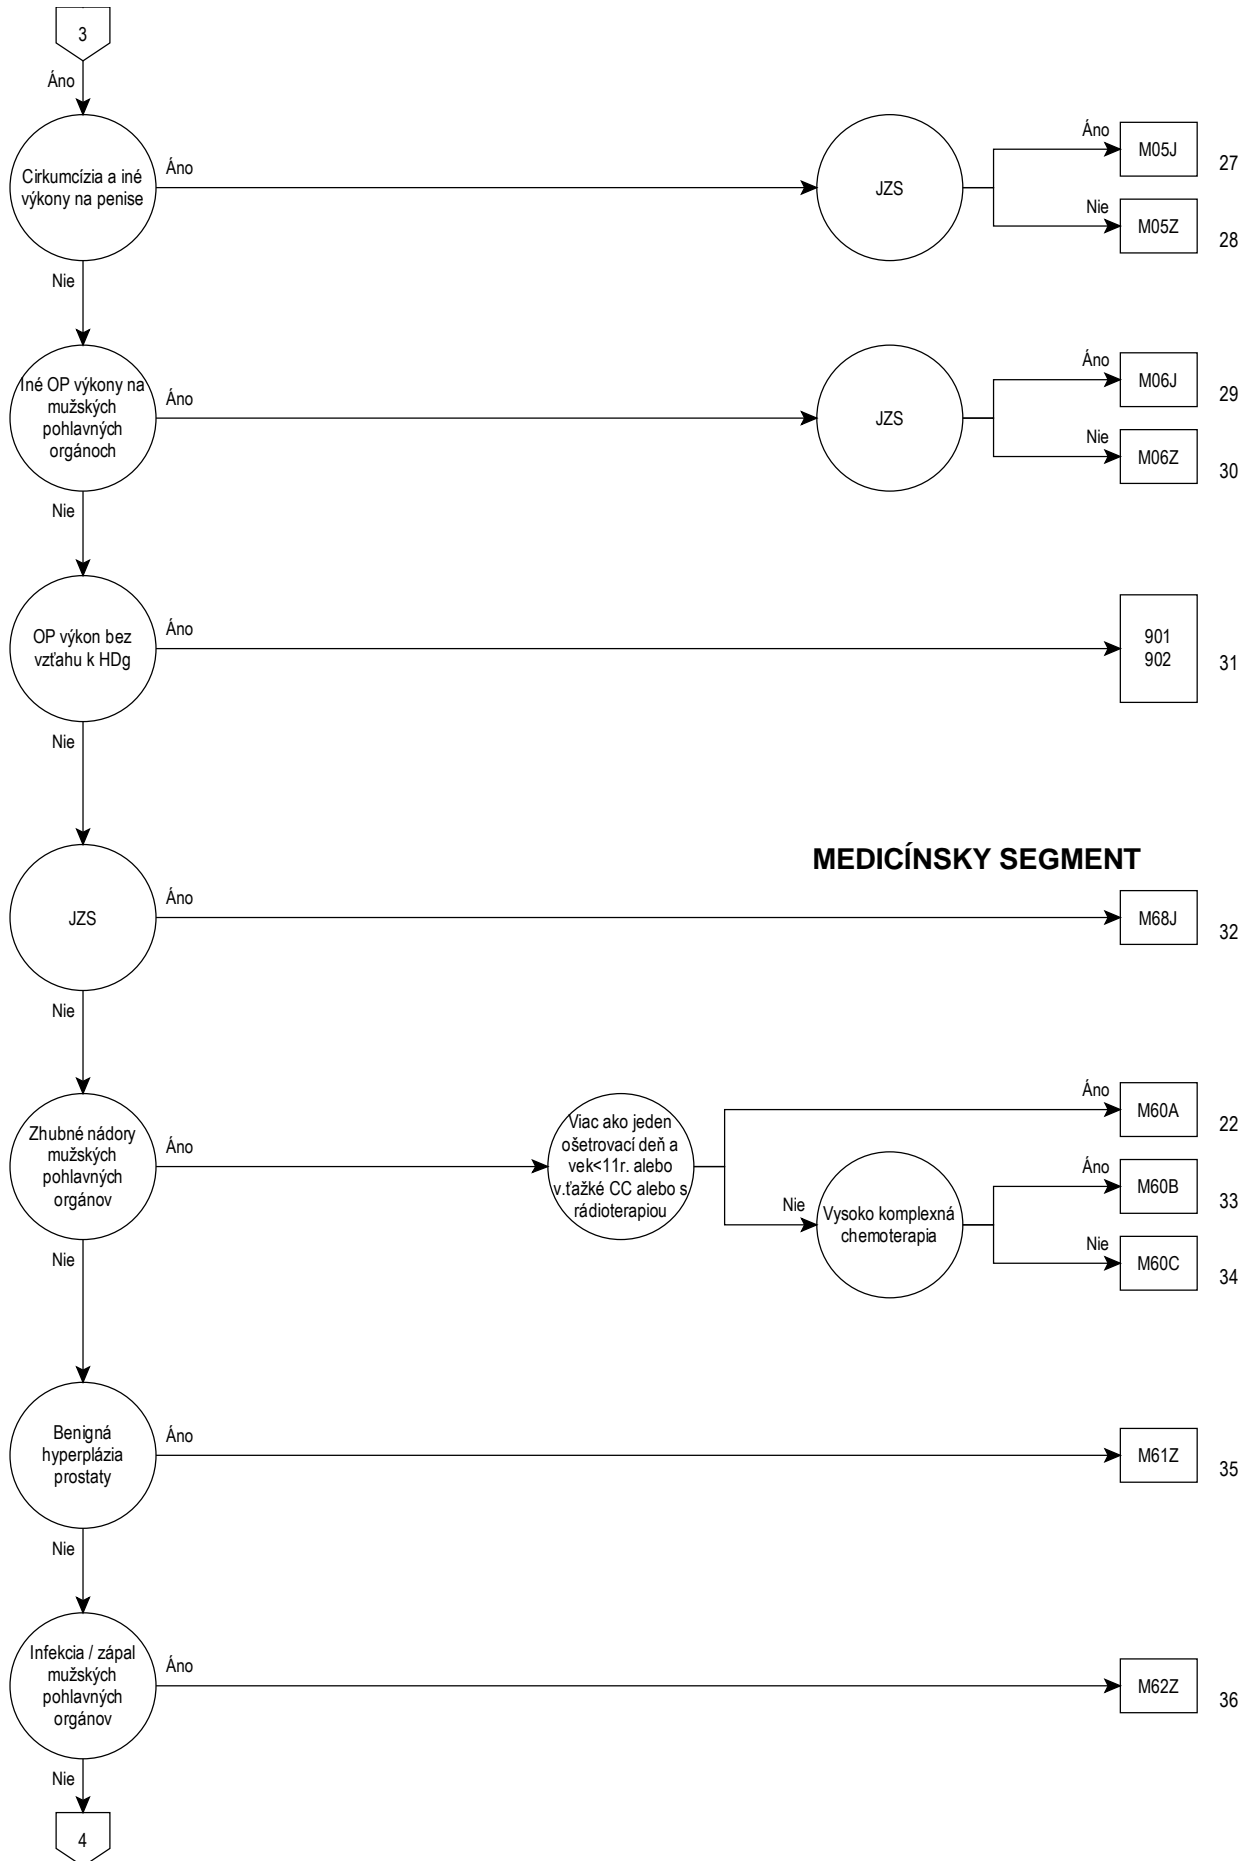 3
Áno
Cirkumcízia a iné
výkony na penise
Áno
JZS
Áno
M05J
27
Nie
M05Z
28
Nie
Iné OP výkony na
mužských
pohlavných
orgánoch
Áno
JZS
Áno
M06J
29
Nie
M06Z
30
Nie
OP výkon bez
vzťahu k HDg
Áno
901
902
31
Nie
MEDICÍNSKY SEGMENT
JZS
Áno
M68J
32
Nie
Zhubné nádory
mužských
pohlavných
orgánov
Áno
Viac ako jeden
ošetrovací deň a
vek<11r. alebo
v.ťažké CC alebo s
rádioterapiou
Áno
M60A
22
Nie
Vysoko komplexná
chemoterapia
Áno
M60B
33
Nie
M60C
34
Nie
Benigná
hyperplázia
prostaty
Áno
M61Z
35
Nie
Infekcia / zápal
mužských
pohlavných
orgánov
Áno
M62Z
36
Nie
4